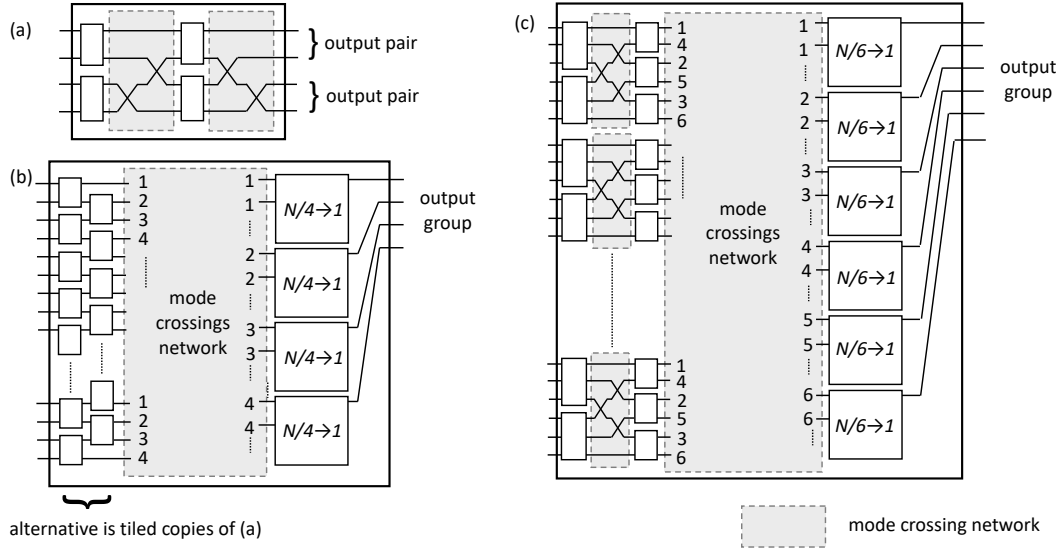 (a)
output pair
output pair
(b)
1
2
3
4
1
2
3
4
mode
crossings
network
1
1
2
2
3
3
4
4
N/4→1
N/4→1
N/4→1
N/4→1
output
group
alternative is tiled copies of (a)
(c)
1
4
2
5
3
6
1
4
2
5
3
6
mode
crossings
network
1
1
2
2
3
3
4
4
5
5
6
6
N/6→1
N/6→1
N/6→1
N/6→1
N/6→1
N/6→1
output
group
mode crossing network